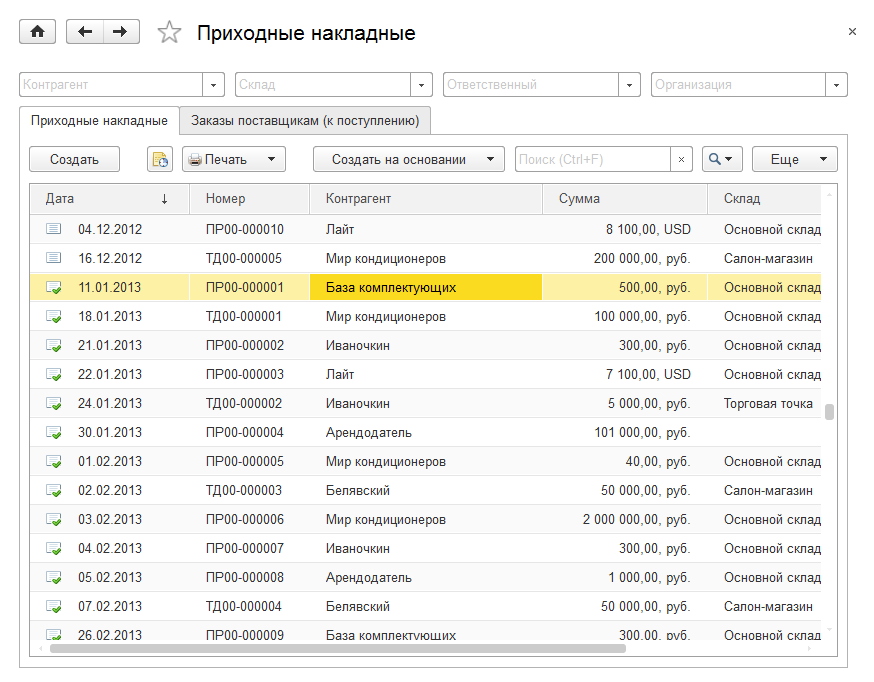 Приходные накладные
Контрагент Склад Ответственный Организация
Приходные накладные Заказы поставщикам (к поступлению)
Создать Печать Создать на основании Поиск (Ctrl+F) × Еще
Дата ↓ Номер Контрагент Сумма Склад
04.12.2012 ПР00-000010 Лайт 8 100,00, USD Основной склад
16.12.2012 ТД00-000005 Мир кондиционеров 200 000,00, руб. Салон-магазин
11.01.2013 ПР00-000001 База комплектующих 500,00, руб. Основной склад
18.01.2013 ТД00-000001 Мир кондиционеров 100 000,00, руб. Основной склад
21.01.2013 ПР00-000002 Иваночкин 300,00, руб. Основной склад
22.01.2013 ПР00-000003 Лайт 7 100,00, USD Основной склад
24.01.2013 ТД00-000002 Иваночкин 5 000,00, руб. Торговая точка
30.01.2013 ПР00-000004 Арендодатель 101 000,00, руб.
01.02.2013 ПР00-000005 Мир кондиционеров 40,00, руб. Основной склад
02.02.2013 ТД00-000003 Белявский 50 000,00, руб. Салон-магазин
03.02.2013 ПР00-000006 Мир кондиционеров 2 000 000,00, руб. Основной склад
04.02.2013 ПР00-000007 Иваночкин 300,00, руб. Основной склад
05.02.2013 ПР00-000008 Арендодатель 1 000,00, руб. Основной склад
07.02.2013 ТД00-000004 Белявский 50 000,00, руб. Салон-магазин
26.02.2013 ПР00-000009 База комплектующих 300,00, руб. Основной склад